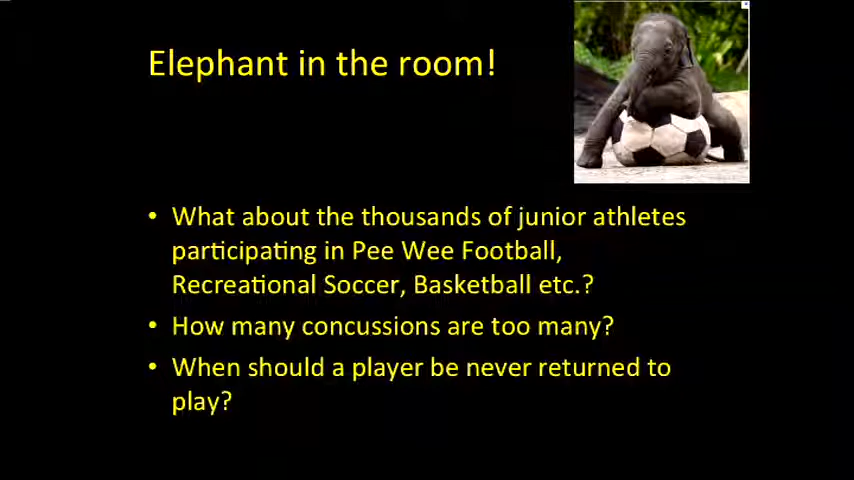 Elephant in the room!
• What about the thousands of junior athletes
participating in Pee Wee Football,
Recreational Soccer, Basketball etc.?
• How many concussions are too many?
• When should a player be never returned to
play?